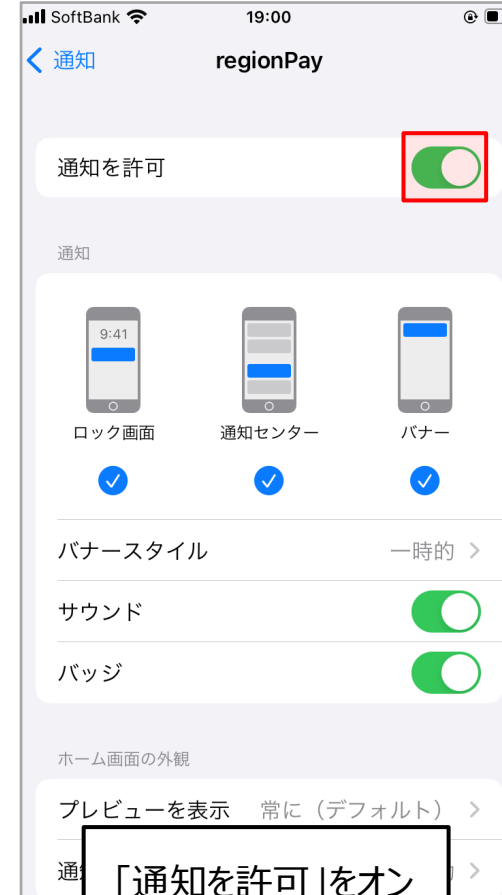 SoftBank 19:00
通知 regionPay
通知を許可
通知
9:41
ロック画面 通知センター バナー
バナースタイル 一時的
サウンド
バッジ
ホーム画面の外観
プレビューを表示 常に（デフォルト）
通
「通知を許可」をオン